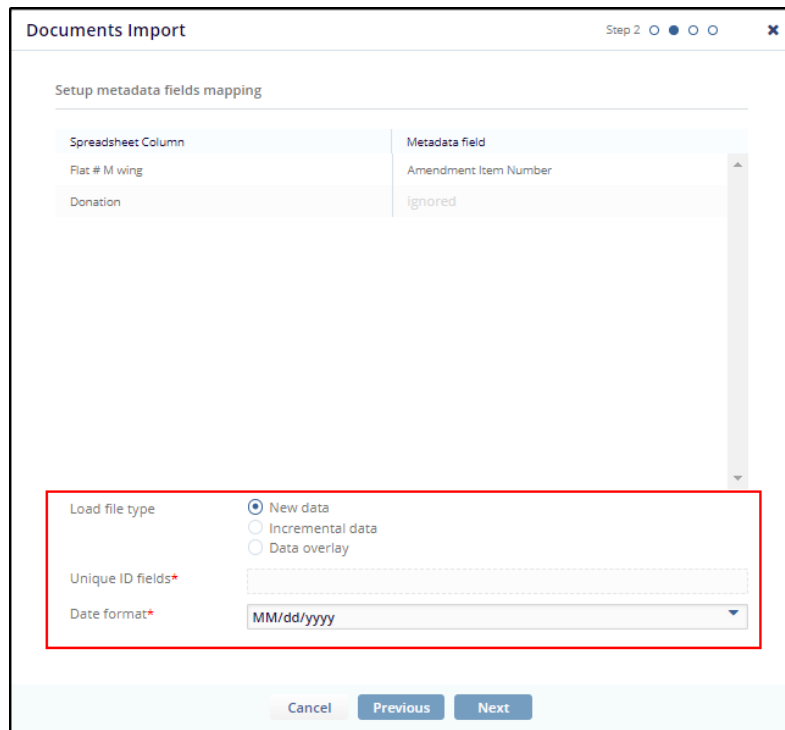 Documents Import
Step 2
Setup metadata fields mapping
Spreadsheet Column Metadata field
Flat # M wing Amendment Item Number
Donation ignored
Load file type New data
Incremental data
Data overlay
Unique ID fields*
Date format* MM/dd/yyyy
Cancel Previous Next